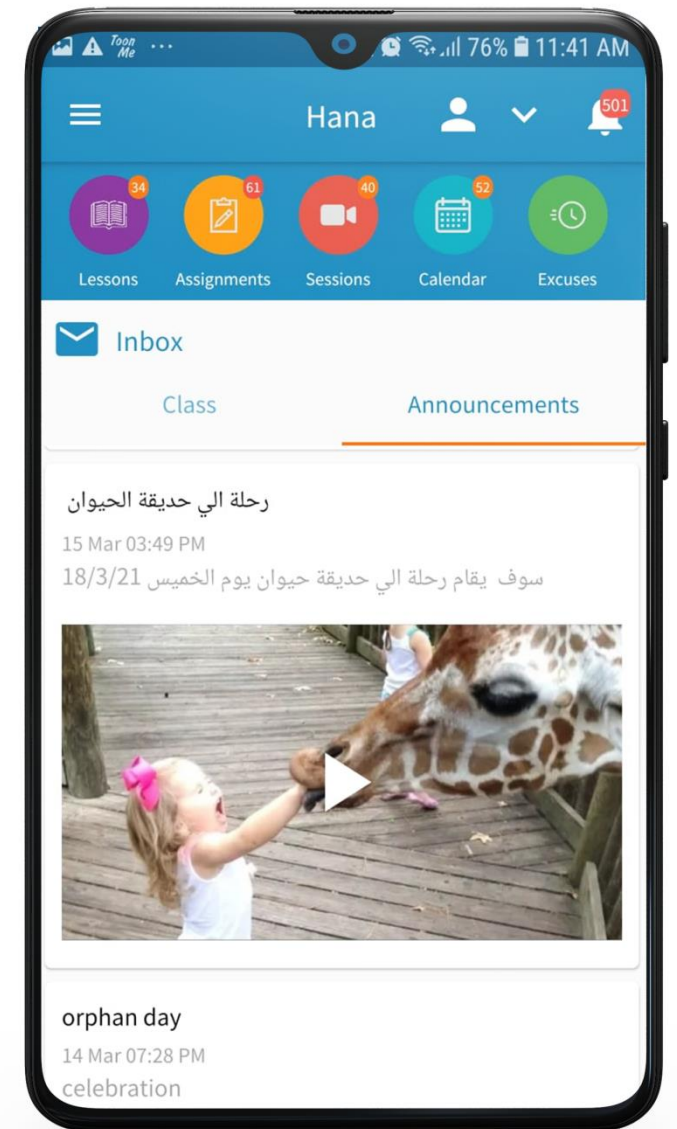 Toon
Me
... 76% 11:41 AM
Hana
501
34
61
40
52
Lessons Assignments Sessions Calendar Excuses
Inbox
Class Announcements
رحلة الي حديقة الحيوان
15 Mar 03:49 PM
سوف يقام رحلة الي حديقة حيوان يوم الخميس 18/3/21
orphan day
14 Mar 07:28 PM
celebration